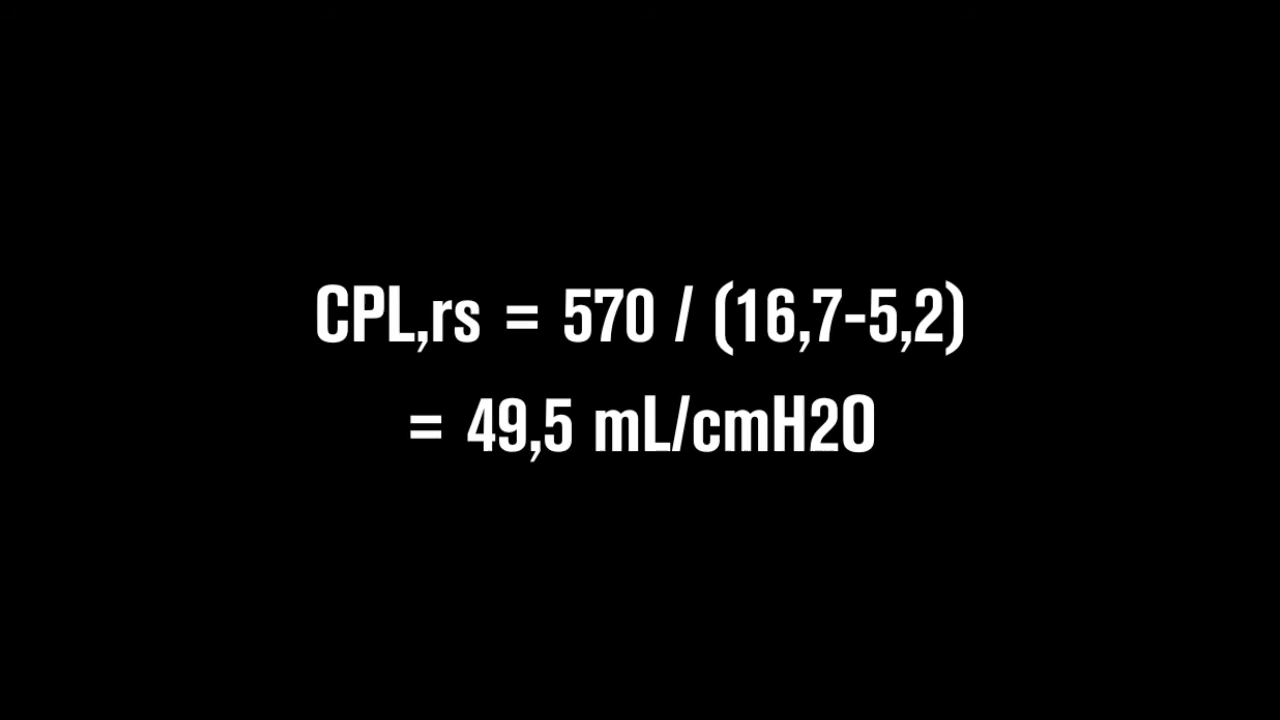 CPL,rs = 570 / (16,7-5,2)
= 49,5 mL/cmH2O